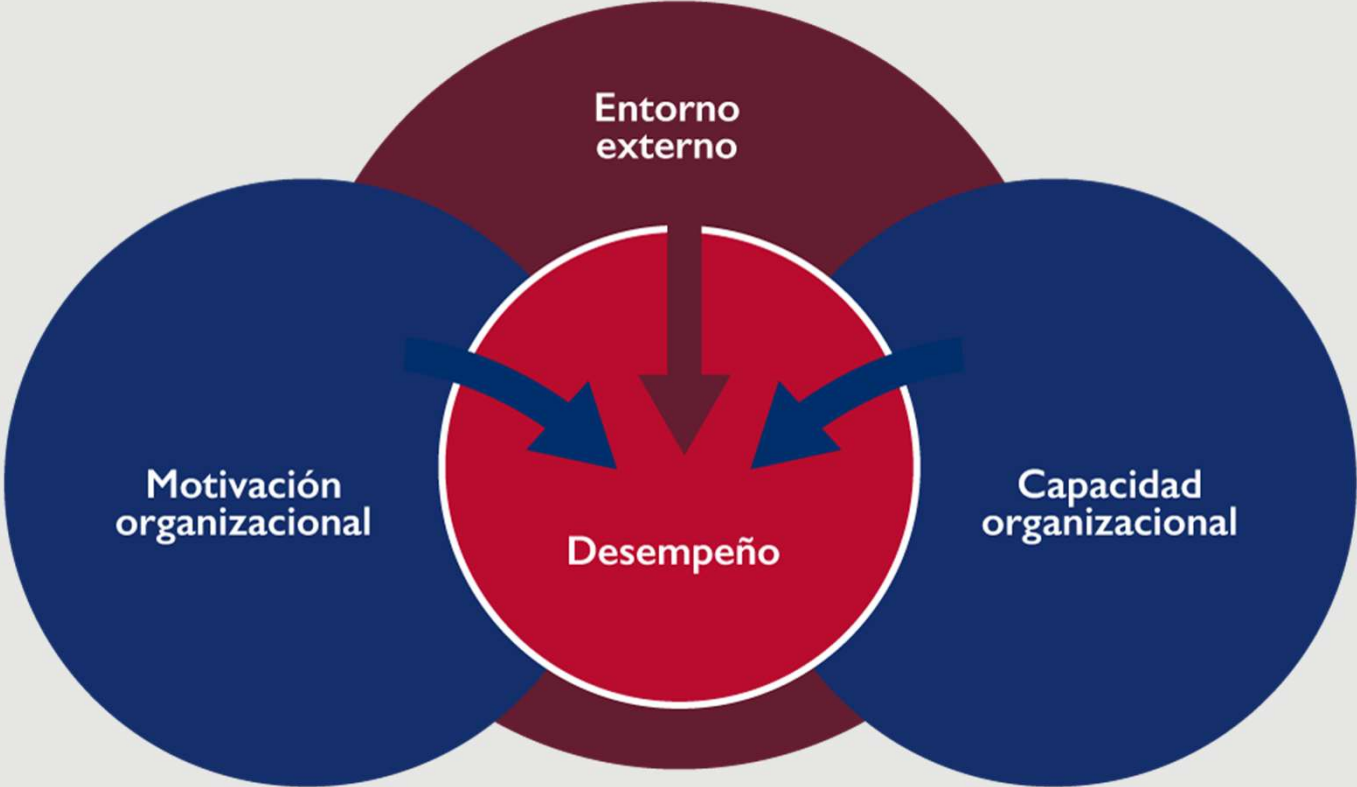 Entorno
externo
Motivación
organizacional
Capacidad
organizacional
Desempeño